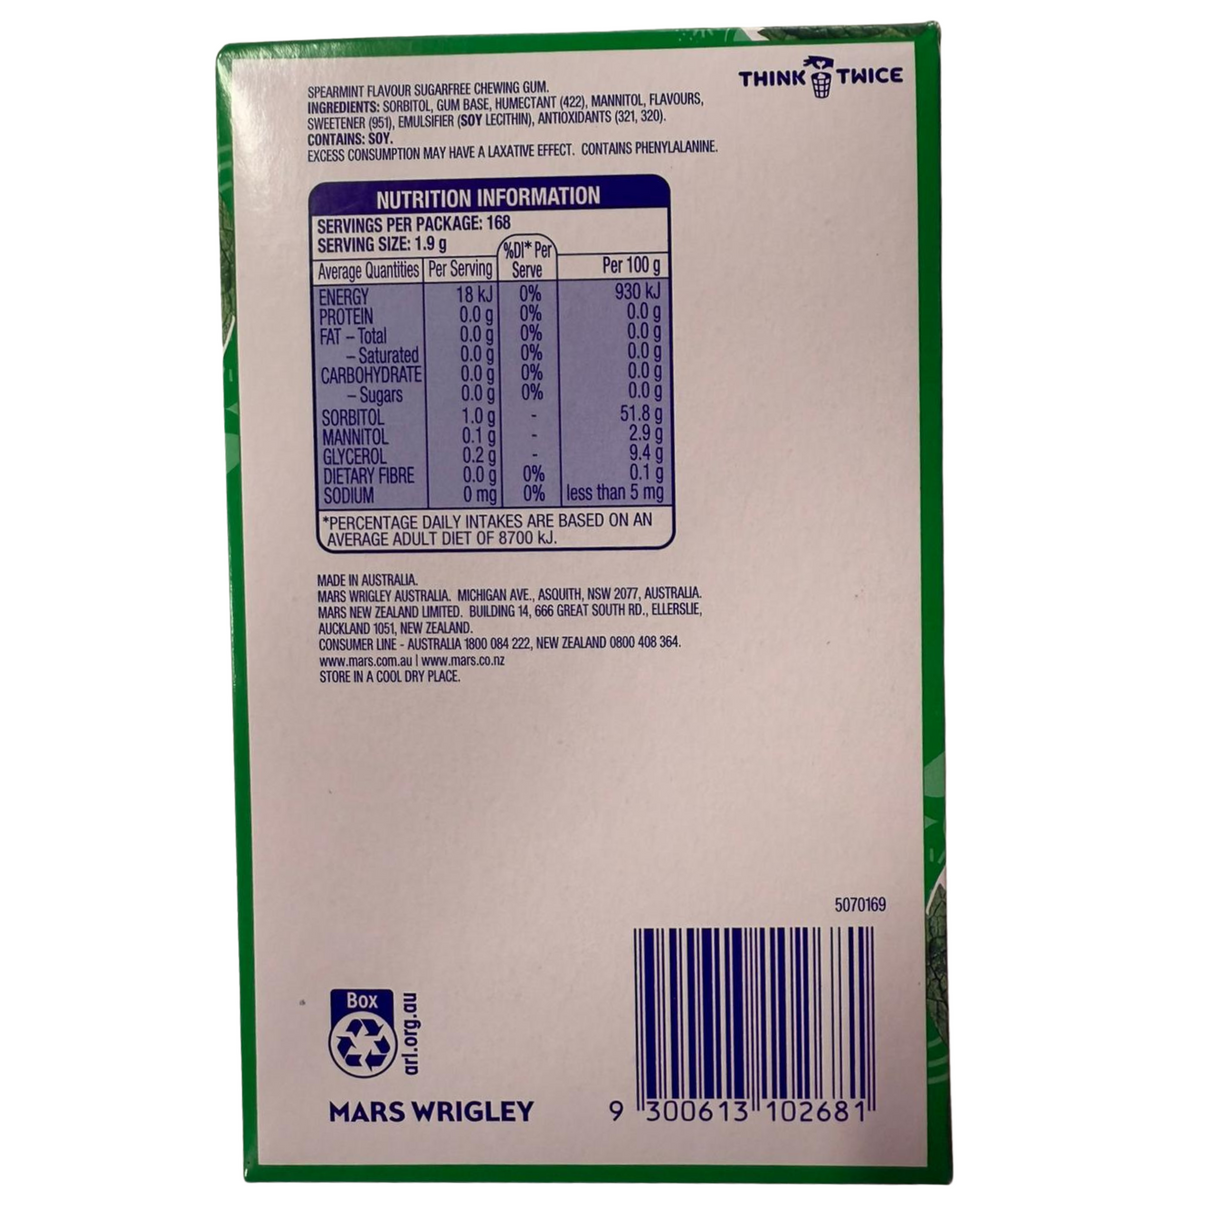 THINK TWICE
SPEARMINT FLAVOUR SUGARFREE CHEWING GUM.
INGREDIENTS: SORBITOL, GUM BASE, HUMECTANT (422), MANNITOL, FLAVOURS,
SWEETENER (951), EMULSIFIER (SOY LECITHIN), ANTIOXIDANTS (321, 320).
CONTAINS: SOY.
EXCESS CONSUMPTION MAY HAVE A LAXATIVE EFFECT. CONTAINS PHENYLALANINE.
NUTRITION INFORMATION
SERVINGS PER PACKAGE: 168
SERVING SIZE: 1.9 g
Average Quantities Per Serving %DI* Per Serve Per 100 g
ENERGY 18 kJ 0% 930 kJ
PROTEIN 0.0 g 0% 0.0 g
FAT – Total 0.0 g 0% 0.0 g
– Saturated 0.0 g 0% 0.0 g
CARBOHYDRATE 0.0 g 0% 0.0 g
– Sugars 0.0 g 0% 0.0 g
SORBITOL 1.0 g - 51.8 g
MANNITOL 0.1 g - 2.9 g
GLYCEROL 0.2 g - 9.4 g
DIETARY FIBRE 0.0 g 0% 0.1 g
SODIUM 0 mg 0% less than 5 mg
*PERCENTAGE DAILY INTAKES ARE BASED ON AN
AVERAGE ADULT DIET OF 8700 kJ.
MADE IN AUSTRALIA.
MARS WRIGLEY AUSTRALIA. MICHIGAN AVE., ASQUITH, NSW 2077, AUSTRALIA.
MARS NEW ZEALAND LIMITED. BUILDING 14, 666 GREAT SOUTH RD., ELLERSLIE,
AUCKLAND 1051, NEW ZEALAND.
CONSUMER LINE - AUSTRALIA 1800 084 222, NEW ZEALAND 0800 408 364.
www.mars.com.au | www.mars.co.nz
STORE IN A COOL DRY PLACE.
5070169
Box
arl.org.au
MARS WRIGLEY
9 300613 102681